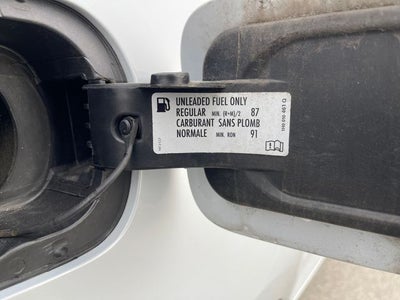 UNLEADED FUEL ONLY
REGULAR MIN. (R+M)/2 87
CARBURANT SANS PLOMB
NORMALE MIN. RON 91